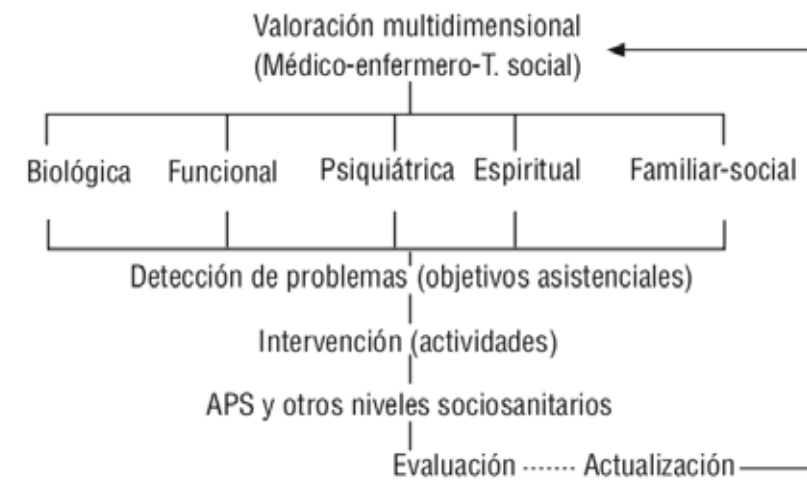 Valoración multidimensional
(Médico-enfermero-T. social)
Biológica Funcional Psiquiátrica Espiritual Familiar-social
Detección de problemas (objetivos asistenciales)
Intervención (actividades)
APS y otros niveles sociosanitarios
Evaluación ....... Actualización